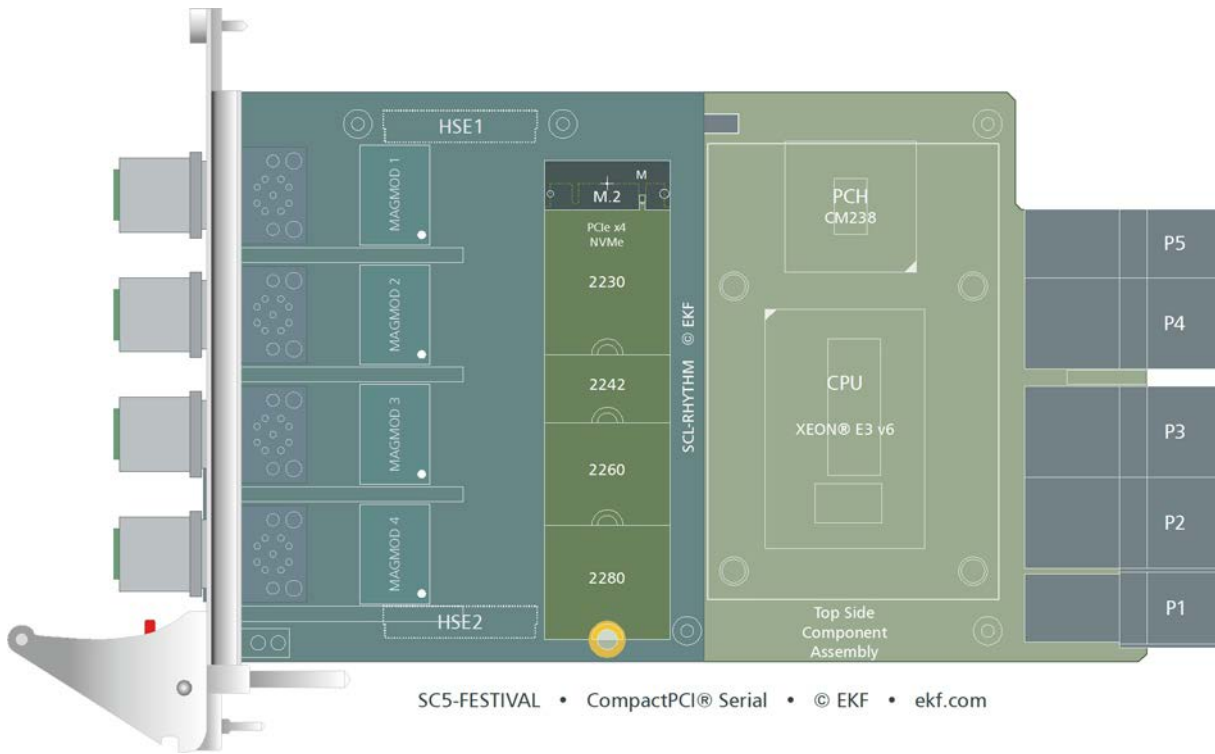 HSE1
MAGMOD 1
MAGMOD 2
MAGMOD 3
MAGMOD 4
HSE2
M
M.2
PCIe x4
NVMe
2230
2242
2260
2280
SCL-RHYTHM © EKF
PCH
CM238
CPU
XEON® E3 v6
Top Side
Component
Assembly
P5
P4
P3
P2
P1
SC5-FESTIVAL • CompactPCI® Serial • © EKF • ekf.com